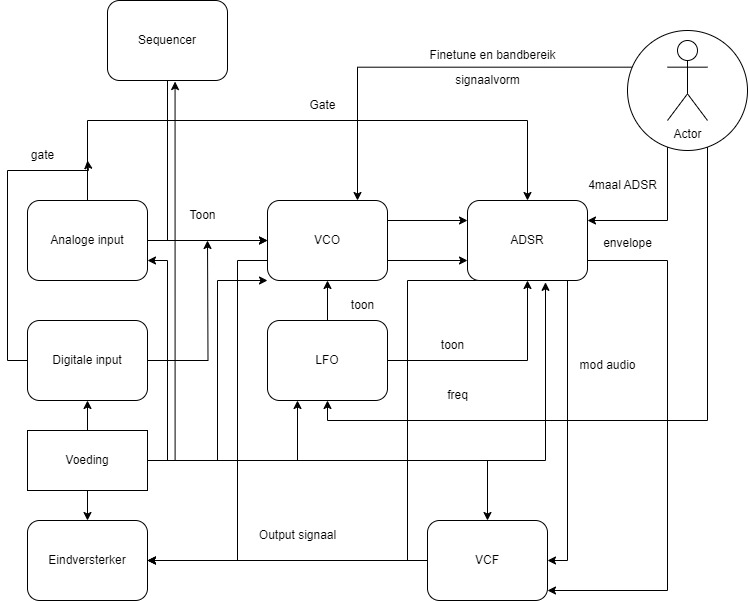 Sequencer
Finetune en bandbereik
signaalvorm
Gate
Actor
gate
4maal ADSR
Toon
Analoge input
VCO
ADSR
envelope
toon
toon
Digitale input
LFO
mod audio
freq
Voeding
Output signaal
Eindversterker
VCF